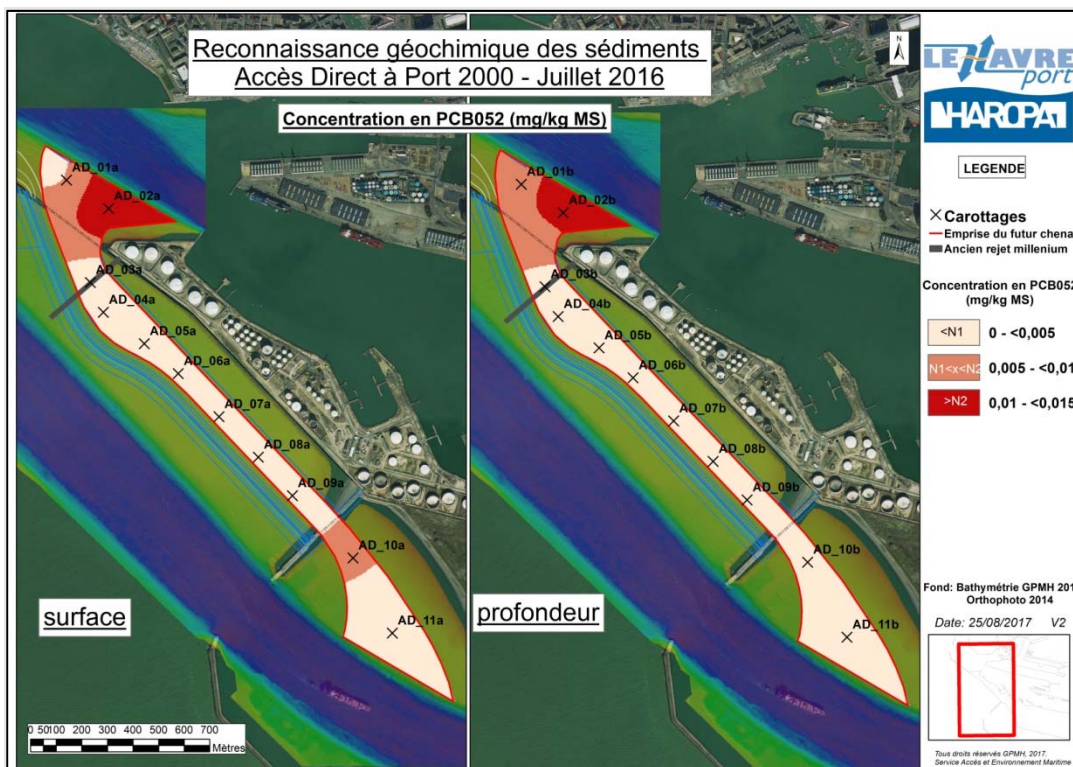 Reconnaissance géochimique des sédiments
Accès Direct à Port 2000 - Juillet 2016
Concentration en PCB052 (mg/kg MS)
AD_01a
AD_02a
AD_03a
AD_04a
AD_05a
AD_06a
AD_07a
AD_08a
AD_09a
AD_10a
AD_11a
surface
0 50 100 200 300 400 500 600 700
Mètres
N
AD_01b
AD_02b
AD_03b
AD_04b
AD_05b
AD_06b
AD_07b
AD_08b
AD_09b
AD_10b
AD_11b
profondeur
LE HAVRE
port
HAROPA
LEGENDE
Carottages
Emprise du futur chena
Ancien rejet millenium
Concentration en PCB052
(mg/kg MS)
<N1 0 - <0,005
N1<x<N2 0,005 - <0,01
>N2 0,01 - <0,015
Fond: Bathymétrie GPMH 201
Orthophoto 2014
Date: 25/08/2017 V2
Tous droits réservés GPMH, 2017.
Service Accès et Environnement Maritime